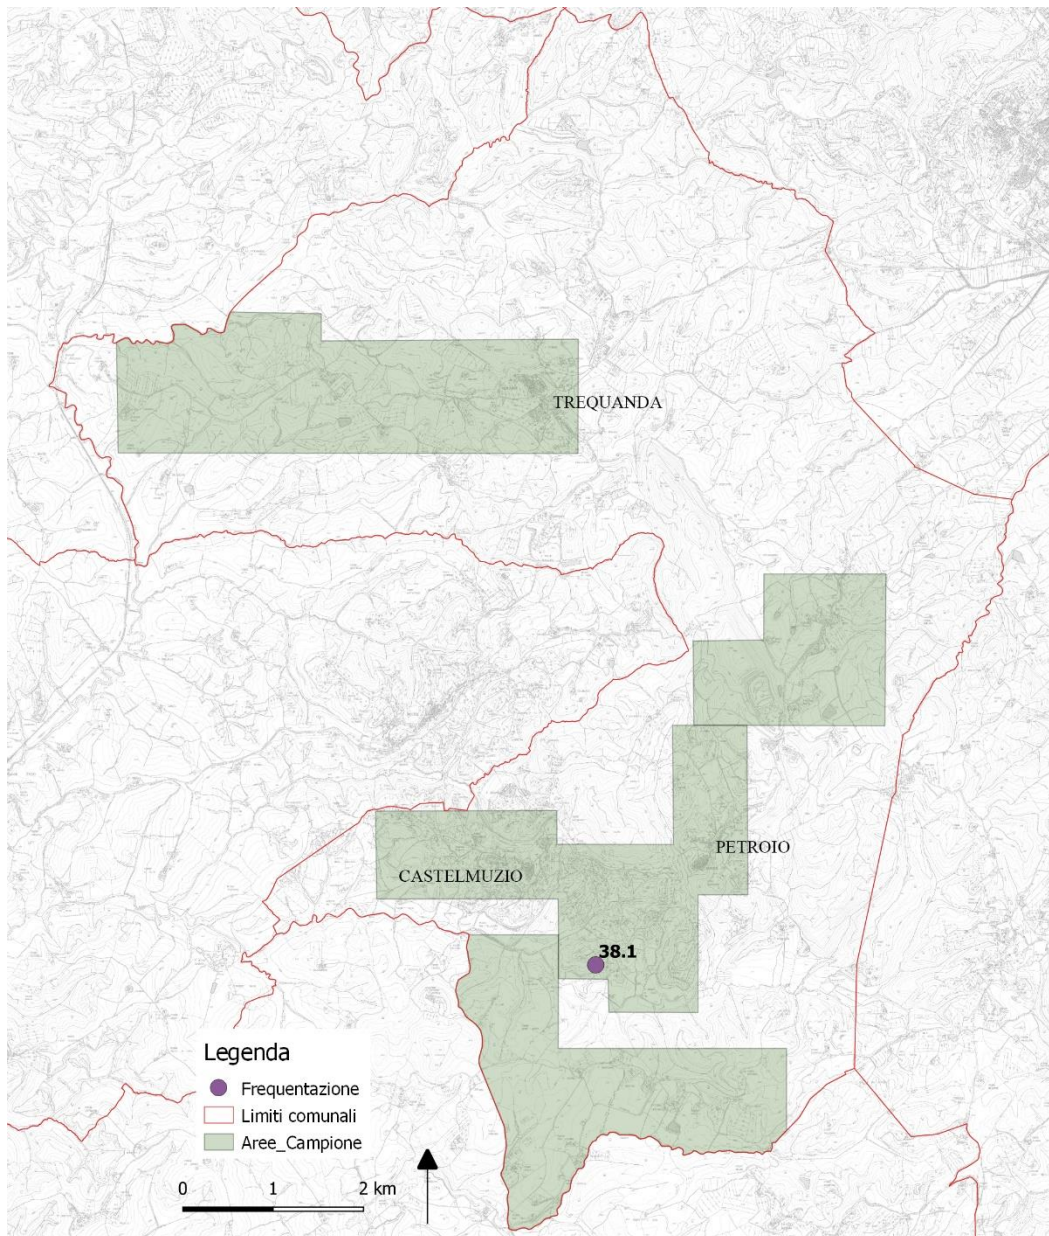 TREQUANDA
PETROIO
CASTELMUZIO
38.1
Legenda
Frequentazione
Limiti comunali
Aree_Campione
0 1 2 km